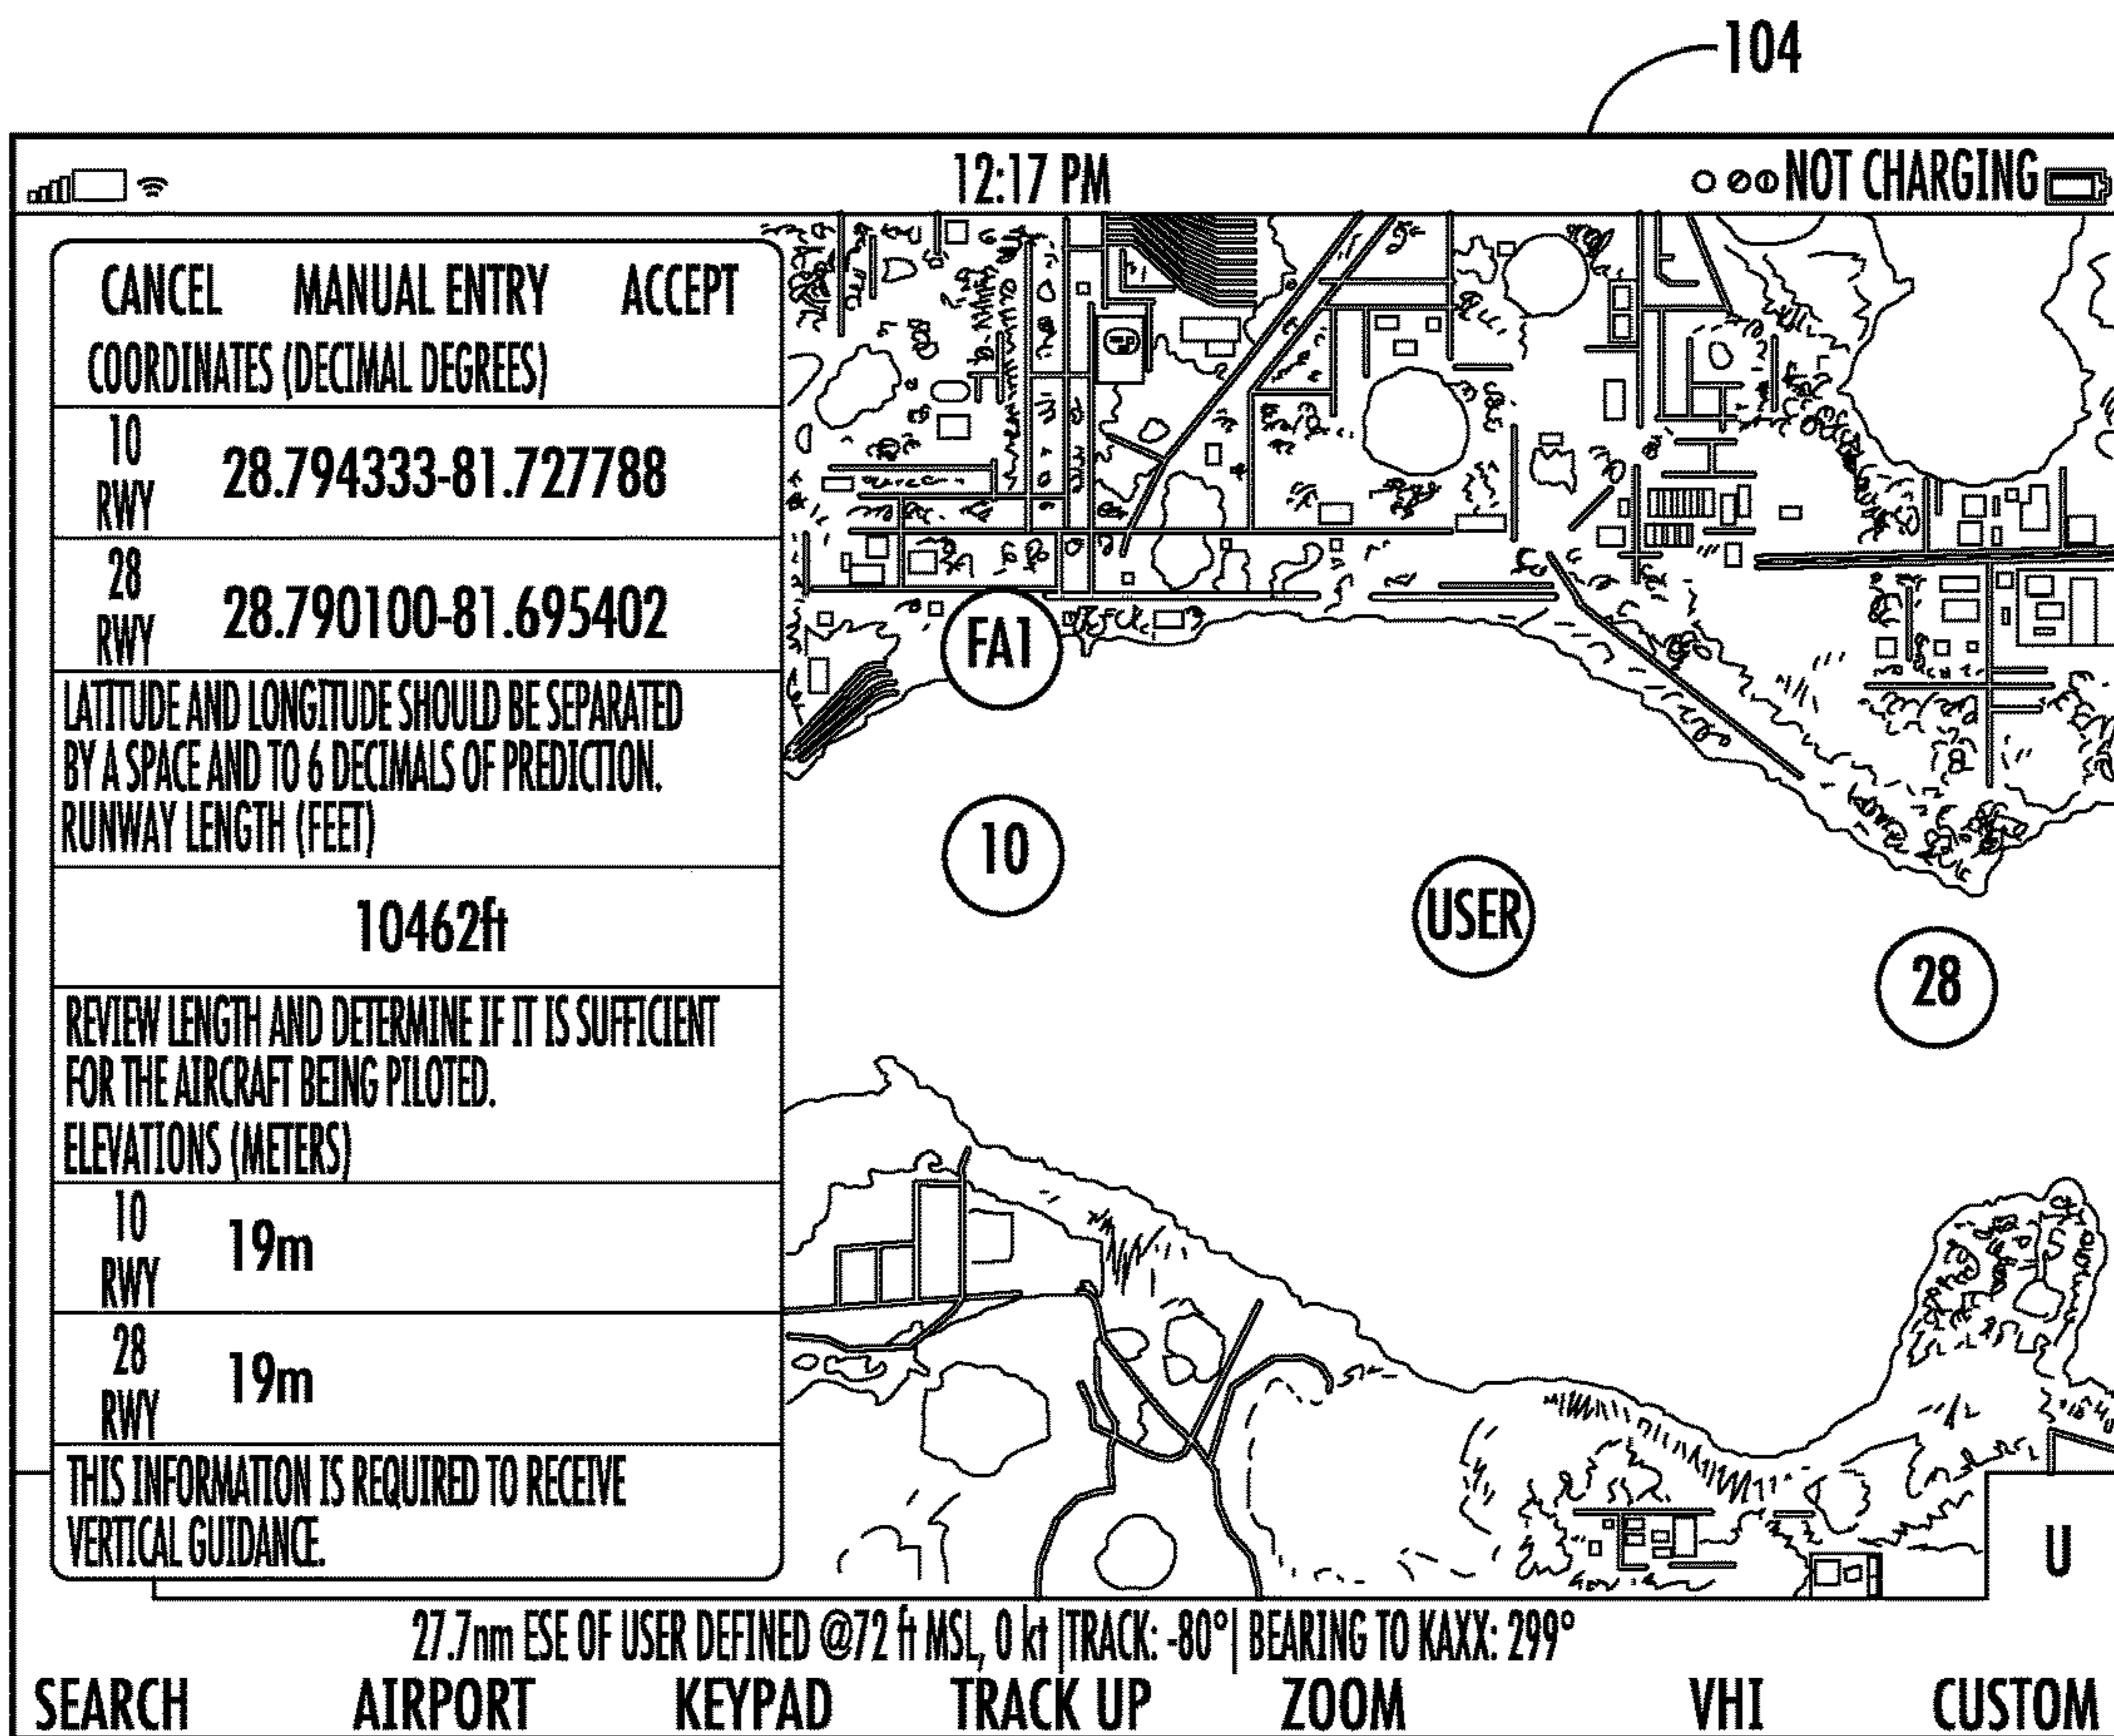 104
12:17 PM
NOT CHARGING
CANCEL MANUAL ENTRY ACCEPT
COORDINATES (DECIMAL DEGREES)
10
RWY
28.794333-81.727788
28
RWY
28.790100-81.695402
LATITUDE AND LONGITUDE SHOULD BE SEPARATED
BY A SPACE AND TO 6 DECIMALS OF PREDICTION.
RUNWAY LENGTH (FEET)
10462ft
REVIEW LENGTH AND DETERMINE IF IT IS SUFFICIENT
FOR THE AIRCRAFT BEING PILOTED.
ELEVATIONS (METERS)
10
RWY
19m
28
RWY
19m
THIS INFORMATION IS REQUIRED TO RECEIVE
VERTICAL GUIDANCE.
FA1
10
USER
28
U
27.7nm ESE OF USER DEFINED @72 ft MSL, 0 kt |TRACK: -80°| BEARING TO KAXX: 299°
SEARCH AIRPORT KEYPAD TRACK UP ZOOM VHI CUSTOM